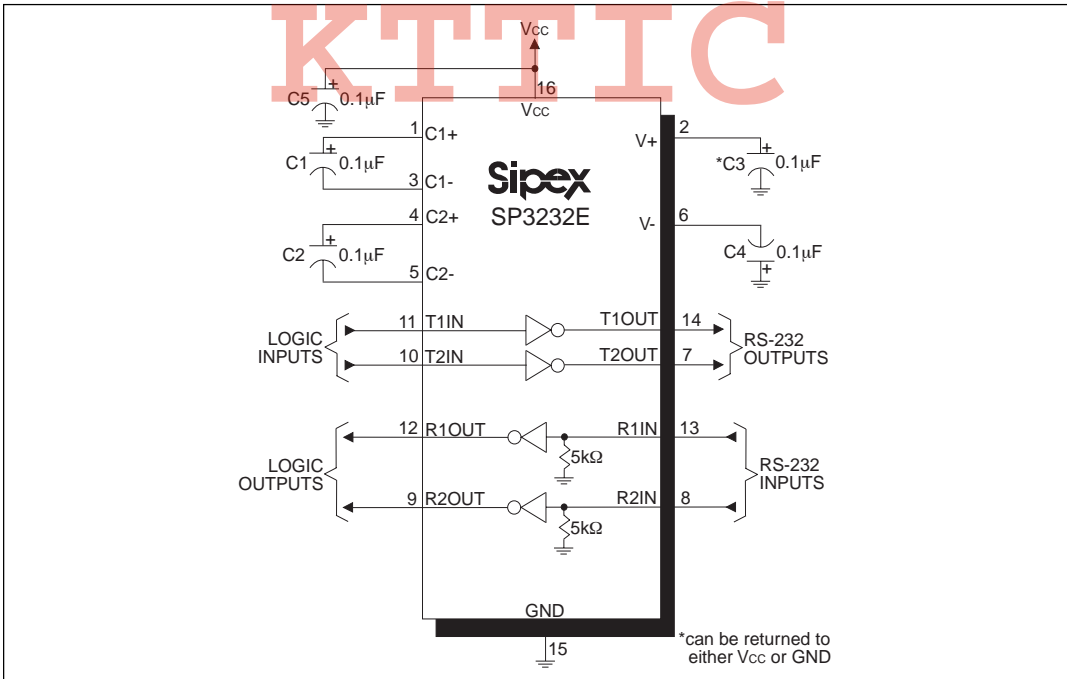 KTTIC
Vcc
16
Vcc
C5
+
0.1µF
1
C1+
C1
+
0.1µF
3
C1-
4
C2+
C2
+
0.1µF
5
C2-
Sipex
SP3232E
V+
2
*C3
+
0.1µF
V-
6
C4
0.1µF
+
LOGIC
INPUTS
11
T1IN
T1OUT
14
10
T2IN
T2OUT
7
RS-232
OUTPUTS
LOGIC
OUTPUTS
12
R1OUT
R1IN
13
5kΩ
9
R2OUT
R2IN
8
5kΩ
RS-232
INPUTS
GND
15
*can be returned to
either Vcc or GND